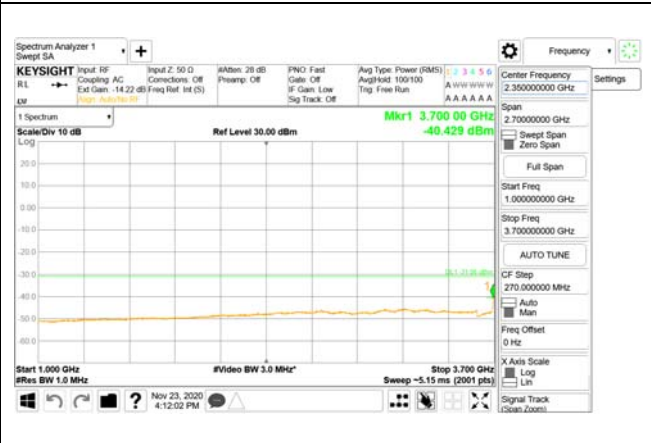 Spectrum Analyzer 1
Swept SA
+
Frequency
KEYSIGHT
RL
Input: RF
Coupling: AC
Ext Gain: -14.22 dB
Align: Auto/No RF
Input Z: 50 Ω
Corrections: Off
Freq Ref: Int (S)
#Atten: 28 dB
Preamp: Off
PNO: Fast
Gate: Off
IF Gain: Low
Sig Track: Off
Avg Type: Power (RMS)
Avg|Hold: 100/100
Trig: Free Run
1 2 3 4 5 6
A W W W W W
A A A A A A
1 Spectrum
Scale/Div 10 dB
Log
Ref Level 30.00 dBm
Mkr1 3.700 00 GHz
-40.429 dBm
20.0
10.0
0.00
-10.0
-20.0
-30.0
-40.0
-50.0
-60.0
1
Start 1.000 GHz
#Res BW 1.0 MHz
#Video BW 3.0 MHz*
Stop 3.700 GHz
Sweep ~5.15 ms (2001 pts)
Nov 23, 2020
4:12:02 PM
Center Frequency
2.350000000 GHz
Settings
Span
2.70000000 GHz
Swept Span
Zero Span
Full Span
Start Freq
1.000000000 GHz
Stop Freq
3.700000000 GHz
AUTO TUNE
CF Step
270.000000 MHz
Auto
Man
Freq Offset
0 Hz
X Axis Scale
Log
Lin
Signal Track
(Span Zoom)